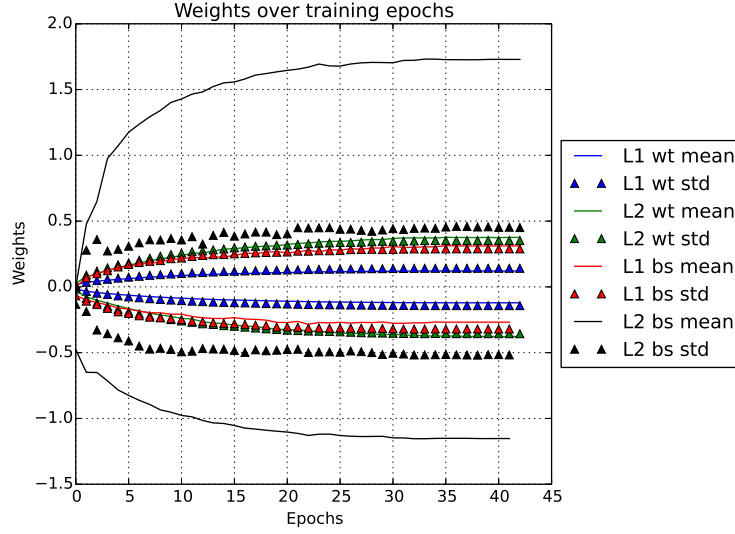 Weights over training epochs
2.0
1.5
1.0
0.5
0.0
−0.5
−1.0
−1.5
Weights
0 5 10 15 20 25 30 35 40 45
Epochs
L1 wt mean
L1 wt std
L2 wt mean
L2 wt std
L1 bs mean
L1 bs std
L2 bs mean
L2 bs std